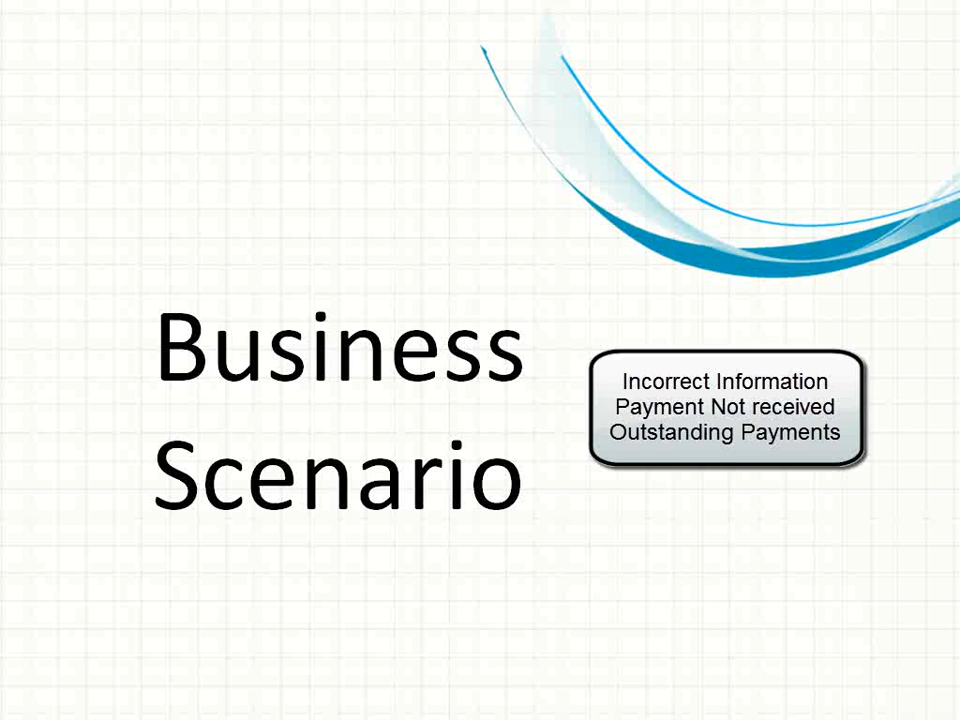 Business
Scenario
Incorrect Information
Payment Not received
Outstanding Payments